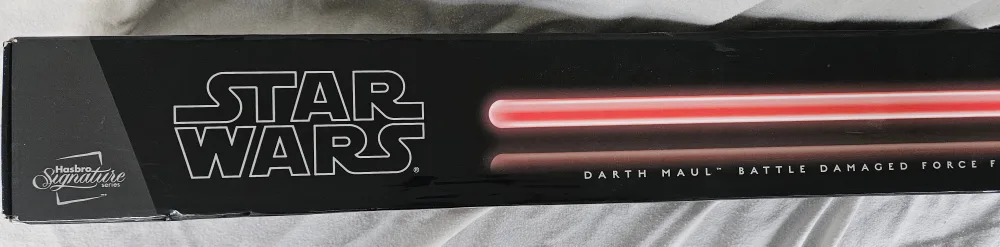 STAR
WARS®
Hasbro
Signature
series
DARTH MAUL™ BATTLE DAMAGED FORCE F